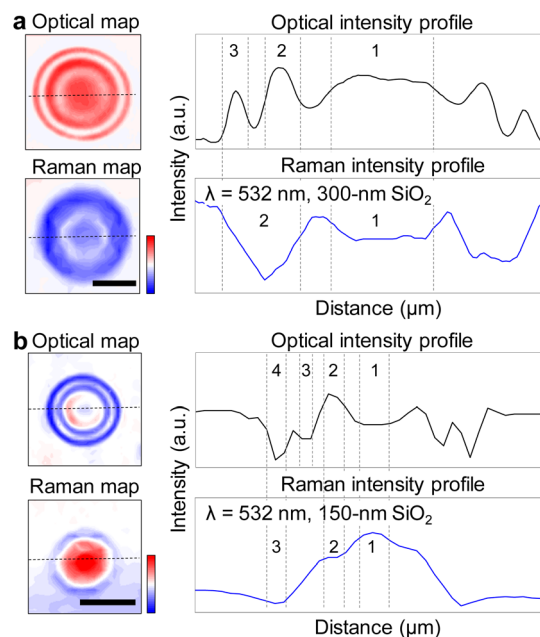 a
Optical map
Optical intensity profile
3 2 1
Raman map
Raman intensity profile
λ = 532 nm, 300-nm SiO₂
2 1
Intensity (a.u.)
Distance (μm)
b
Optical map
Optical intensity profile
4 3 2 1
Raman map
Raman intensity profile
λ = 532 nm, 150-nm SiO₂
3 2 1
Intensity (a.u.)
Distance (μm)